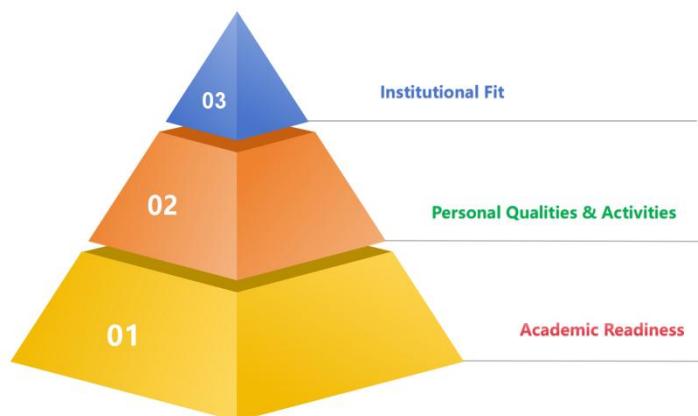 03
Institutional Fit
02
Personal Qualities & Activities
01
Academic Readiness